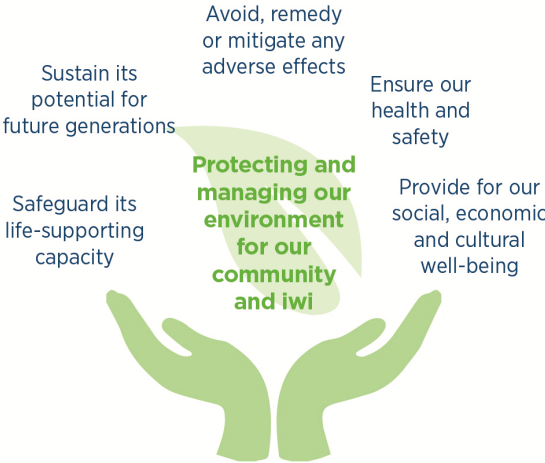 Avoid, remedy
or mitigate any
adverse effects
Sustain its
potential for
future generations
Ensure our
health and
safety
Safeguard its
life-supporting
capacity
Protecting and
managing our
environment
for our
community
and iwi
Provide for our
social, economic
and cultural
well-being